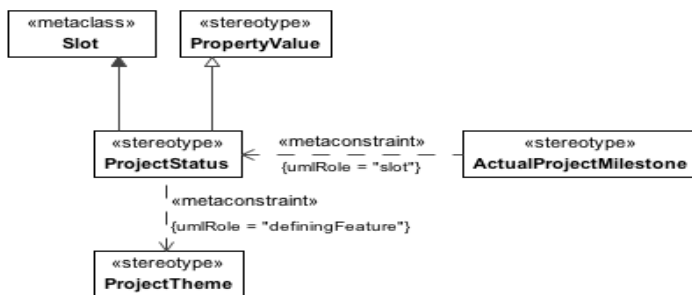 «metaclass»
Slot
«stereotype»
PropertyValue
«stereotype»
ProjectStatus
«metaconstraint»
{umlRole = "slot"}
«stereotype»
ActualProjectMilestone
«metaconstraint»
{umlRole = "definingFeature"}
«stereotype»
ProjectTheme